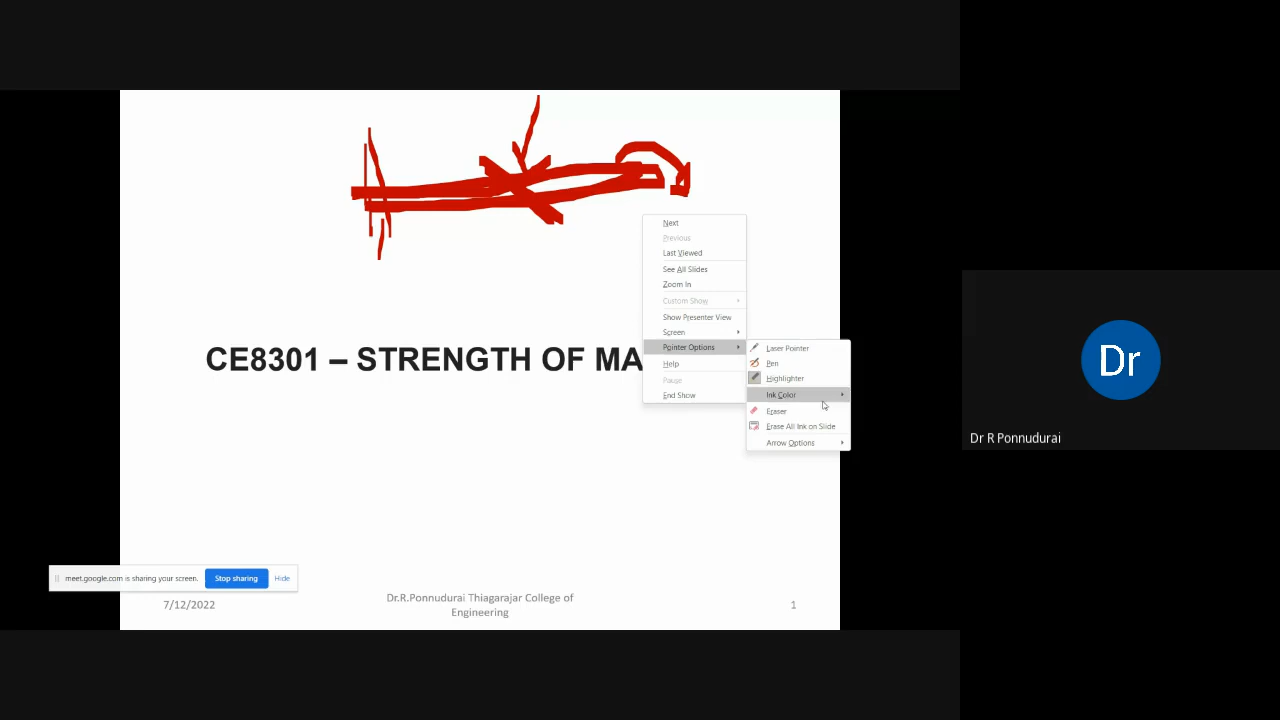 Next
Previous
Last Viewed
See All Slides
Zoom In
Custom Show
Show Presenter View
Screen
Pointer Options
Help
Pause
End Show
Laser Pointer
Pen
Highlighter
Ink Color
Eraser
Erase All Ink on Slide
Arrow Options
CE8301 – STRENGTH OF MA
Dr
Dr R Ponnudurai
meet.google.com is sharing your screen.
Stop sharing
Hide
7/12/2022
Dr.R.Ponnudurai Thiagarajar College of
Engineering
1